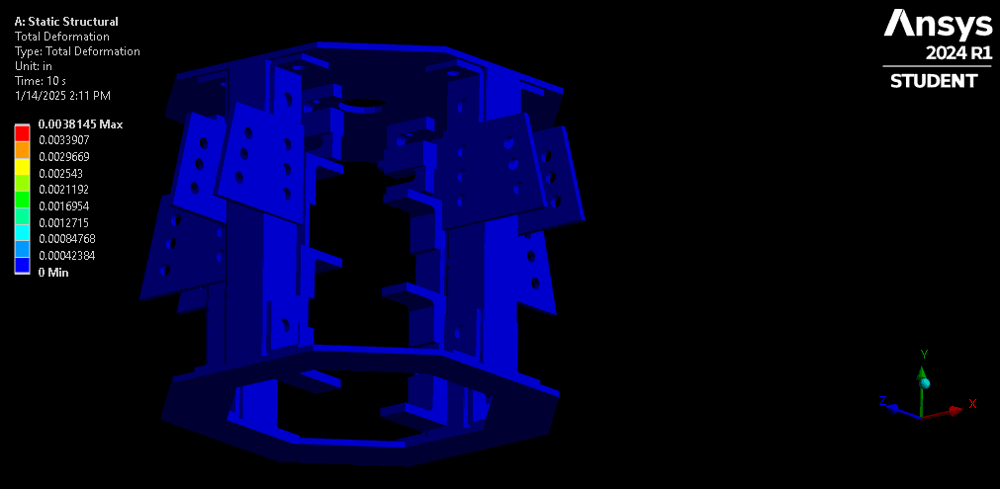 A: Static Structural
Total Deformation
Type: Total Deformation
Unit: in
Time: 10 s
1/14/2025 2:11 PM
0.0038145 Max
0.0033907
0.0029669
0.002543
0.0021192
0.0016954
0.0012715
0.00084768
0.00042384
0 Min
Ansys
2024 R1
STUDENT
Y
Z
X